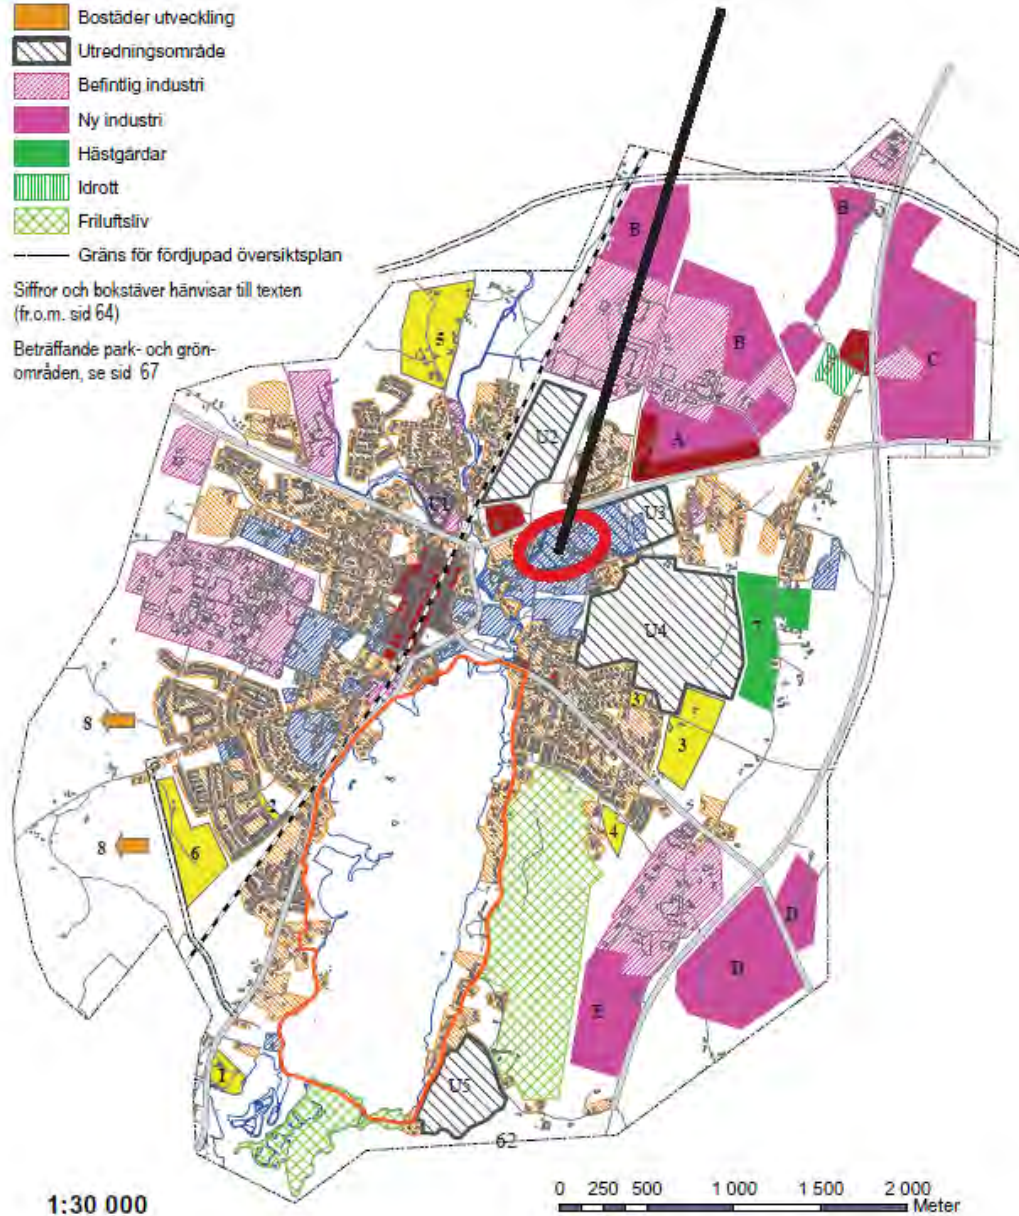 Bostäder utveckling
Utredningsområde
Befintlig industri
Ny industri
Hästgårdar
Idrott
Friluftsliv
Gräns för fördjupad översiktsplan
Siffror och bokstäver hänvisar till texten
(fr.o.m. sid 64)
Beträffande park- och grön-
områden, se sid 67
B
B
B
C
A
U2
U1
U3
U4
7
3
3
8
2
4
6
8
D
D
E
1
U5
62
1:30 000
0 250 500 1 000 1 500 2 000
Meter